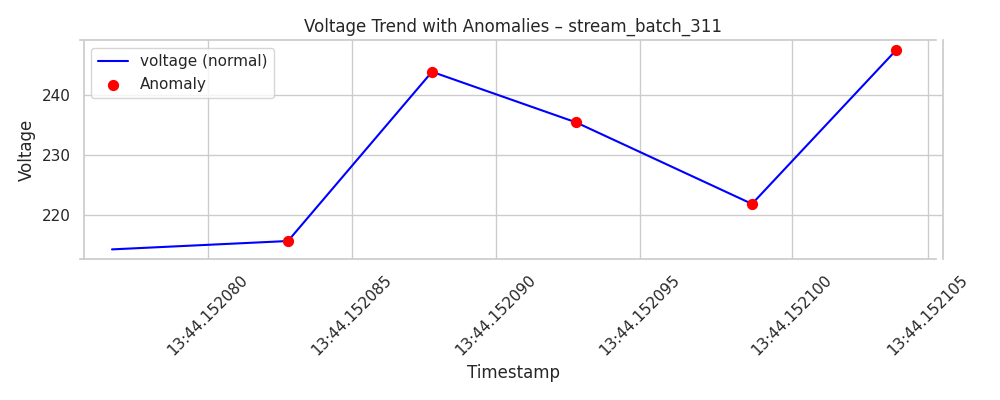 Voltage Trend with Anomalies – stream_batch_311
voltage (normal)
Anomaly
Voltage
240
230
220
13:44.152080
13:44.152085
13:44.152090
13:44.152095
13:44.152100
13:44.152105
Timestamp